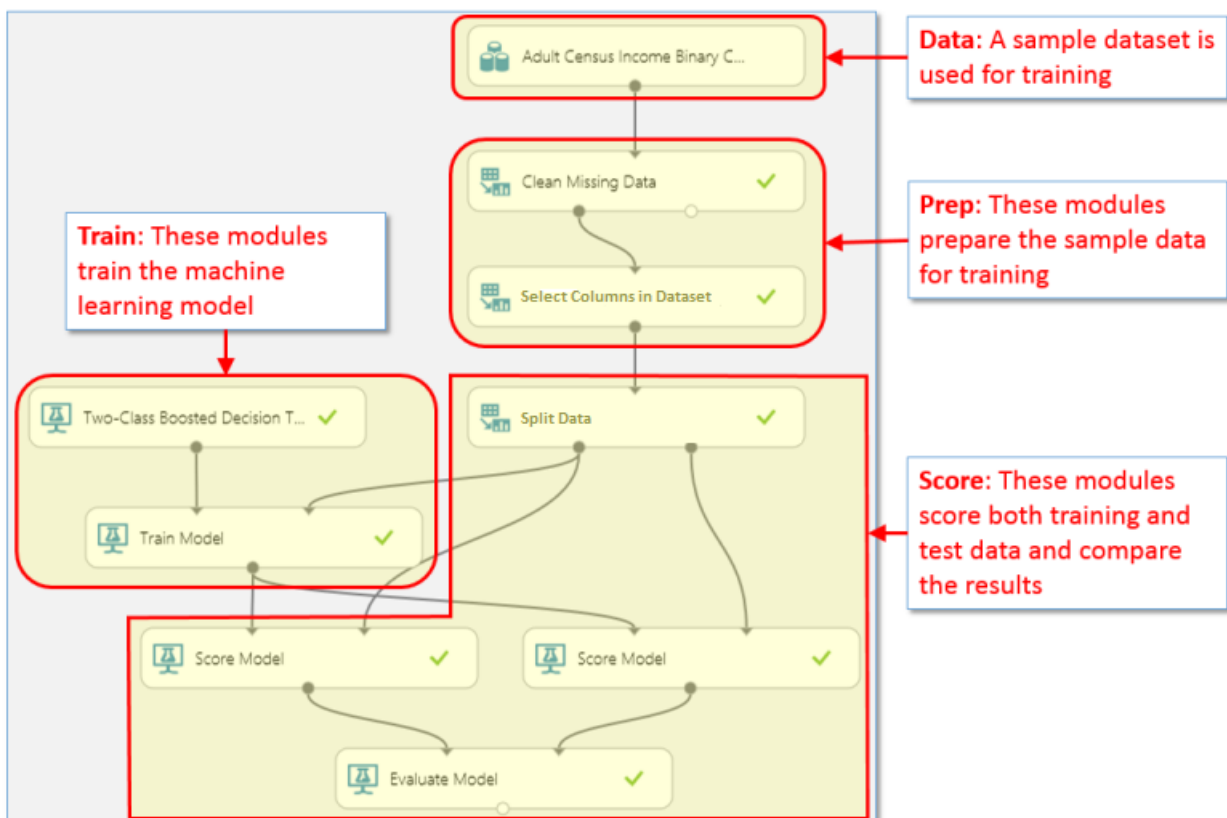 Adult Census Income Binary C...
Data: A sample dataset is
used for training
Clean Missing Data
Select Columns in Dataset
Prep: These modules
prepare the sample data
for training
Train: These modules
train the machine
learning model
Two-Class Boosted Decision T...
Split Data
Train Model
Score: These modules
score both training and
test data and compare
the results
Score Model
Score Model
Evaluate Model